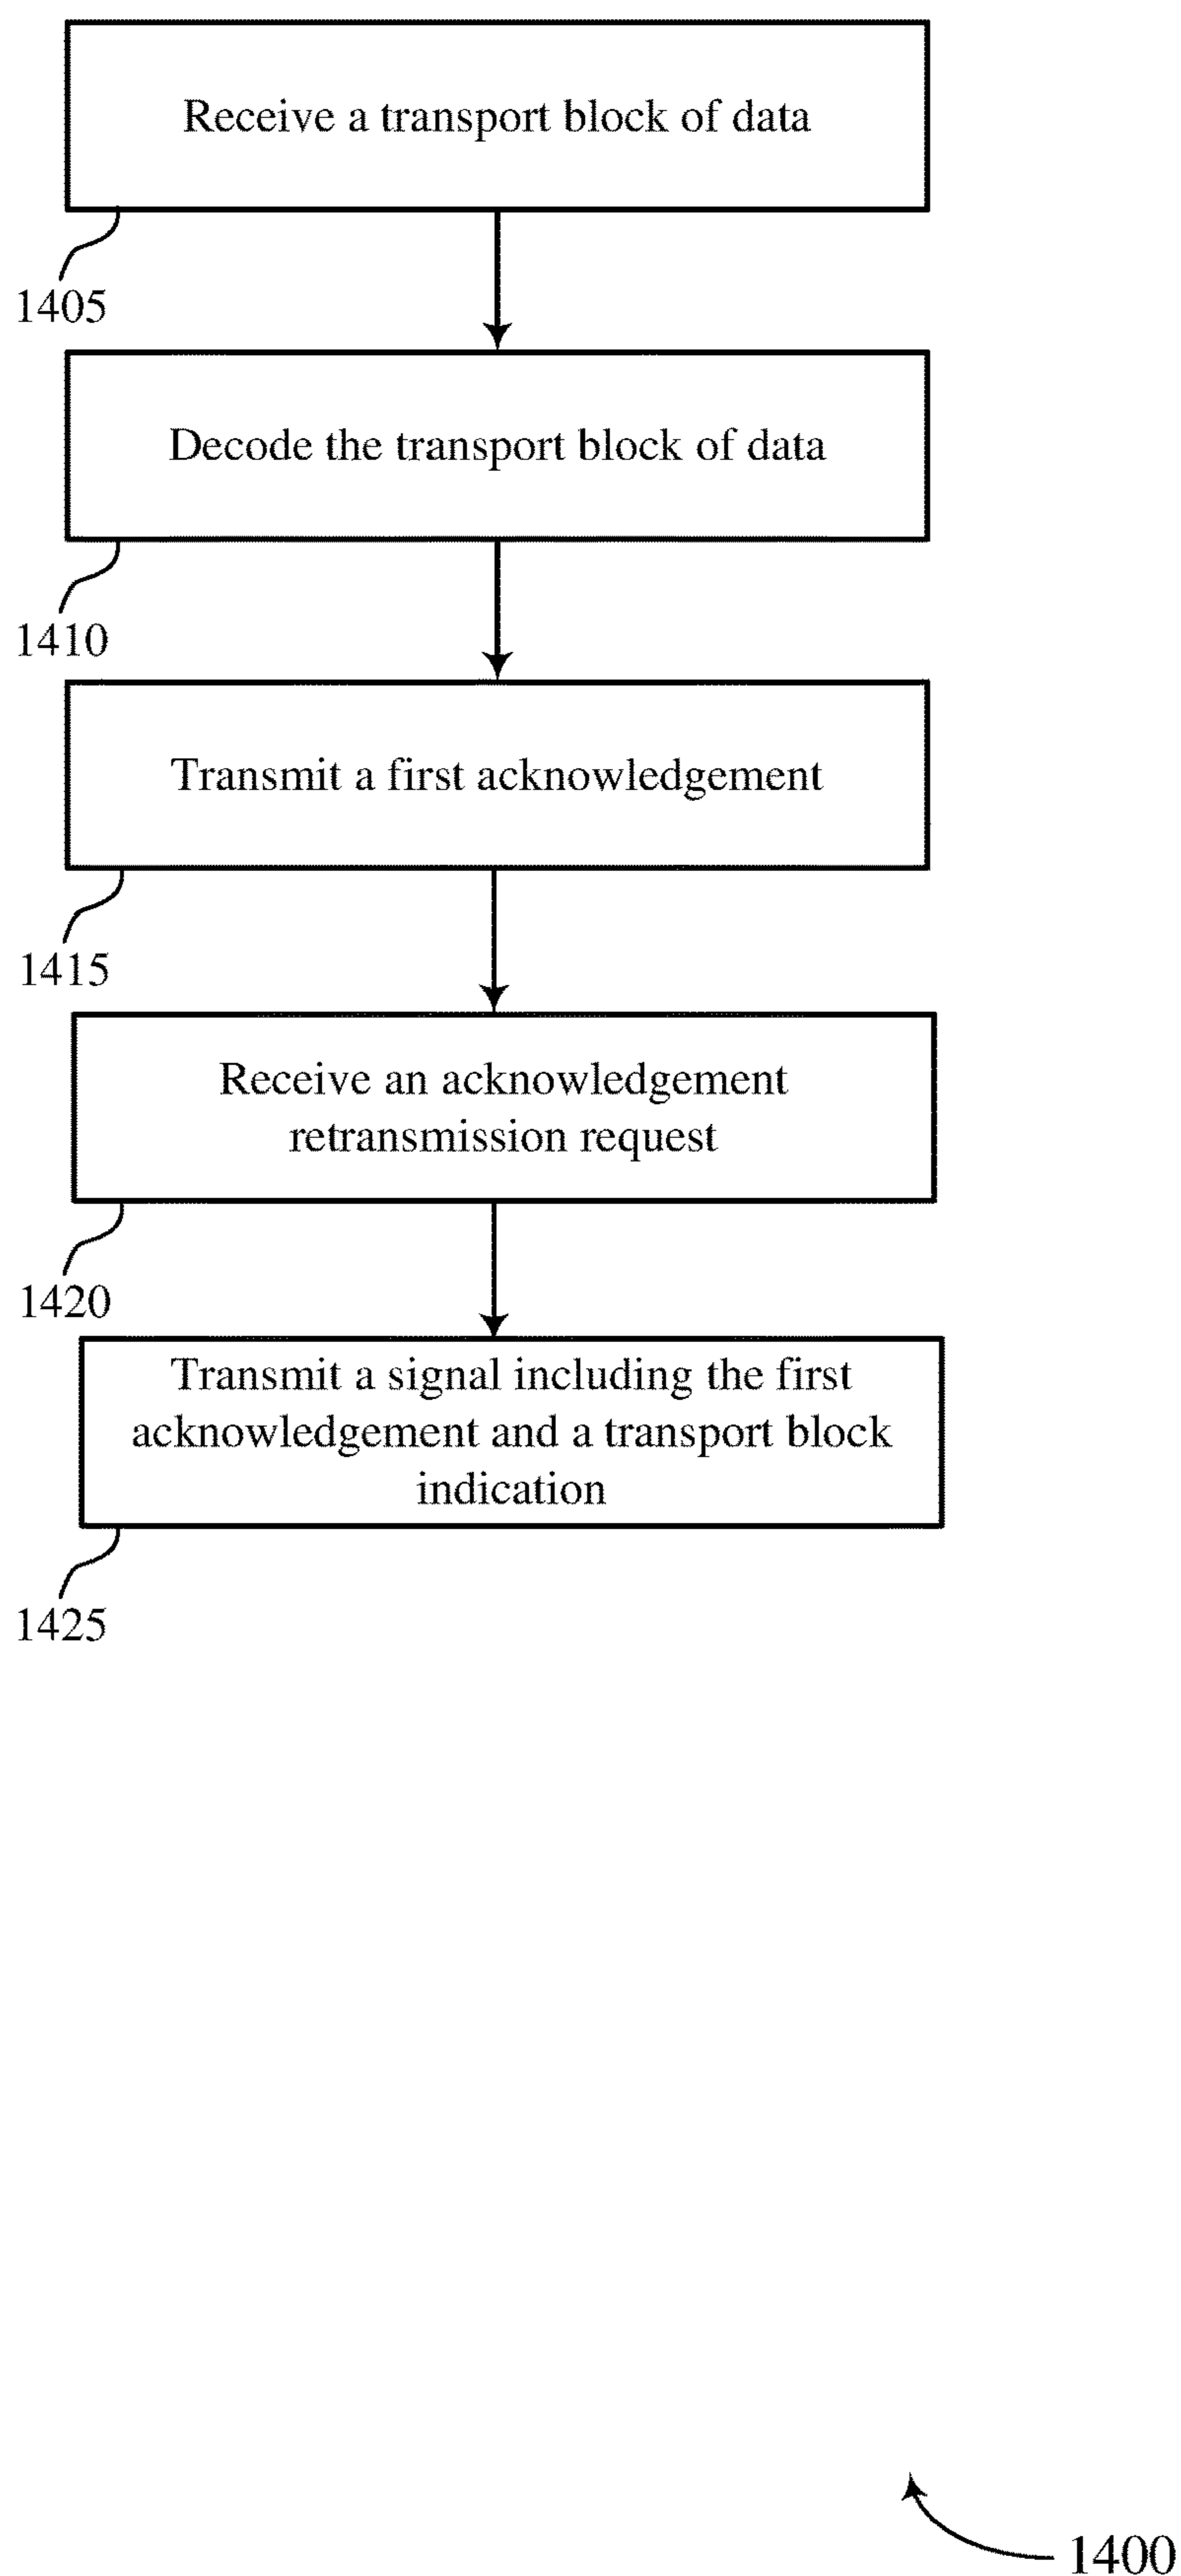 Receive a transport block of data
1405
Decode the transport block of data
1410
Transmit a first acknowledgement
1415
Receive an acknowledgement
retransmission request
1420
Transmit a signal including the first
acknowledgement and a transport block
indication
1425
1400